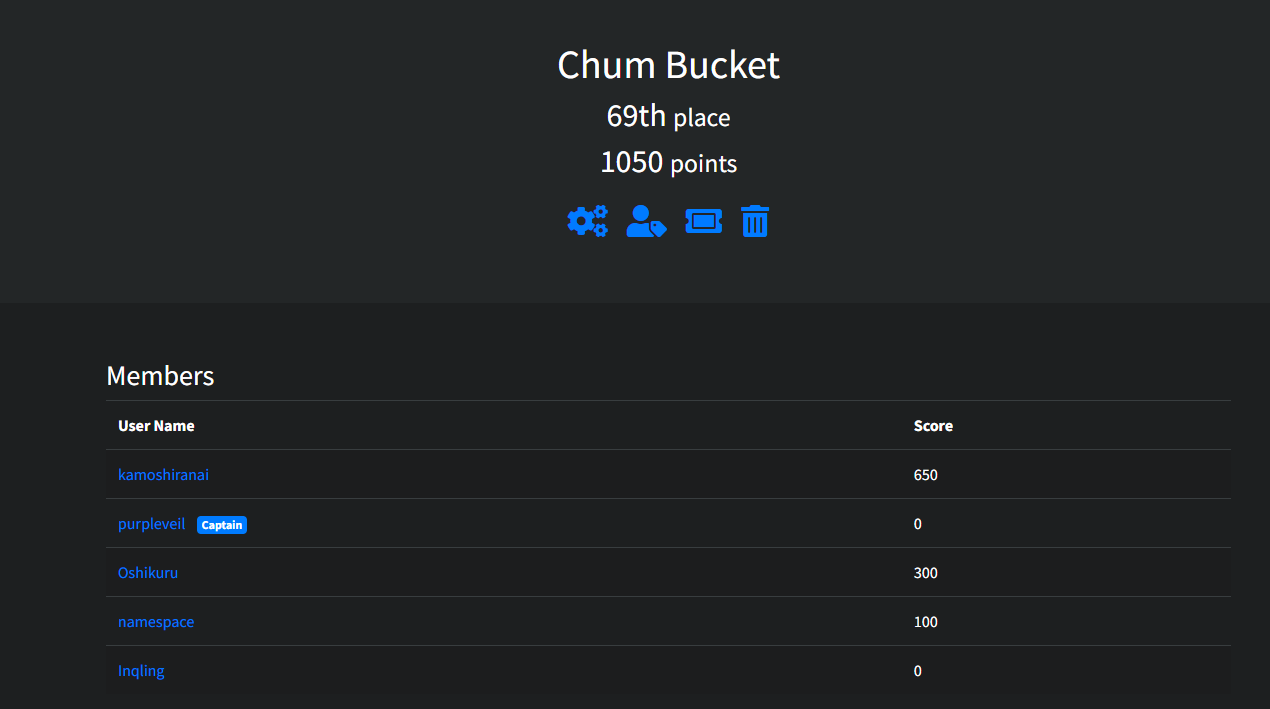 Chum Bucket
69th place
1050 points
Members
User Name Score
kamoshiranai 650
purpleveil Captain 0
Oshikuru 300
namespace 100
Inqling 0